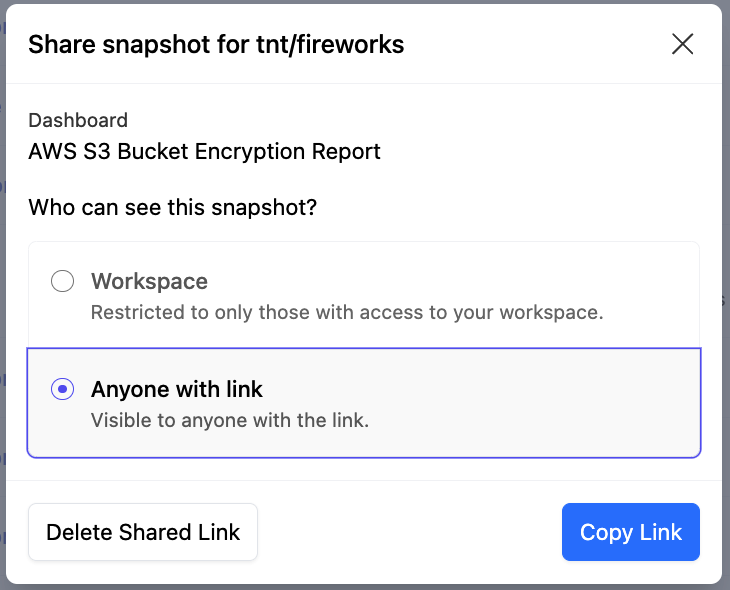 Share snapshot for tnt/fireworks
Dashboard
AWS S3 Bucket Encryption Report
Who can see this snapshot?
Workspace
Restricted to only those with access to your workspace.
Anyone with link
Visible to anyone with the link.
Delete Shared Link
Copy Link